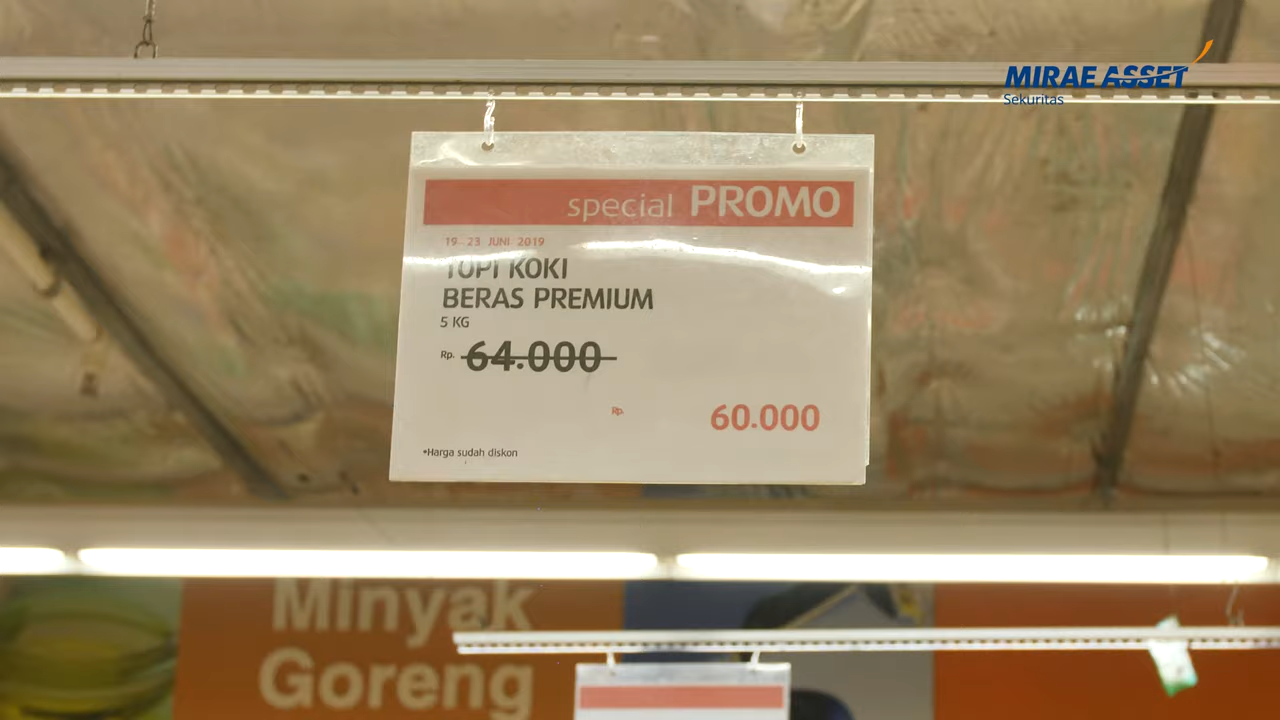 MIRAE ASSET
Sekuritas
special PROMO
19-23 JUNI 2019
TOPI KOKI
BERAS PREMIUM
5 KG
Rp. 64.000
Rp. 60.000
*Harga sudah diskon
Minyak
Goreng